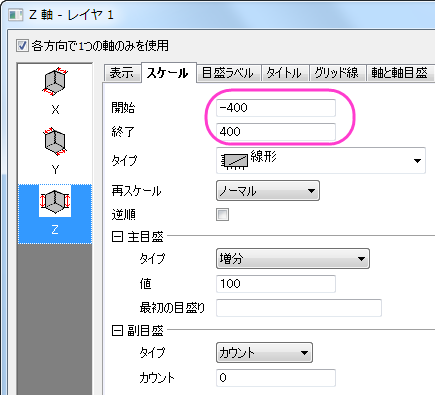 Z 軸 - レイヤ 1
各方向で1つの軸のみを使用
X
Y
Z
表示 スケール 目盛ラベル タイトル グリッド線 軸と軸目盛
開始 -400
終了 400
タイプ 線形
再スケール ノーマル
逆順
主目盛
タイプ 増分
値 100
最初の目盛り
副目盛
タイプ カウント
カウント 0